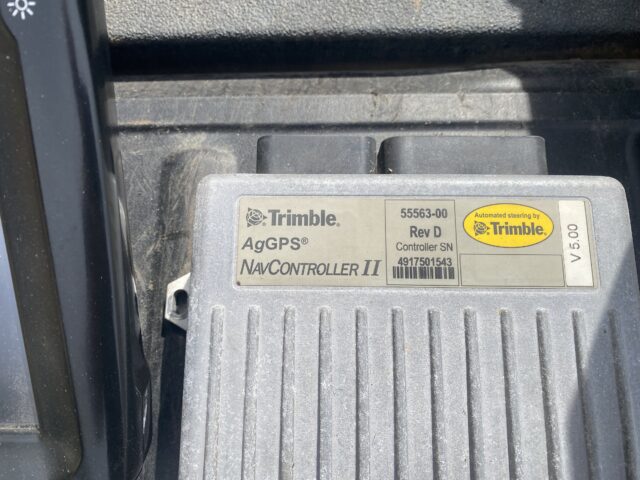 Trimble®
AgGPS®
NavController II
55563-00
Rev D
Controller SN
4917501543
Automated steering by
Trimble.
V 5.00